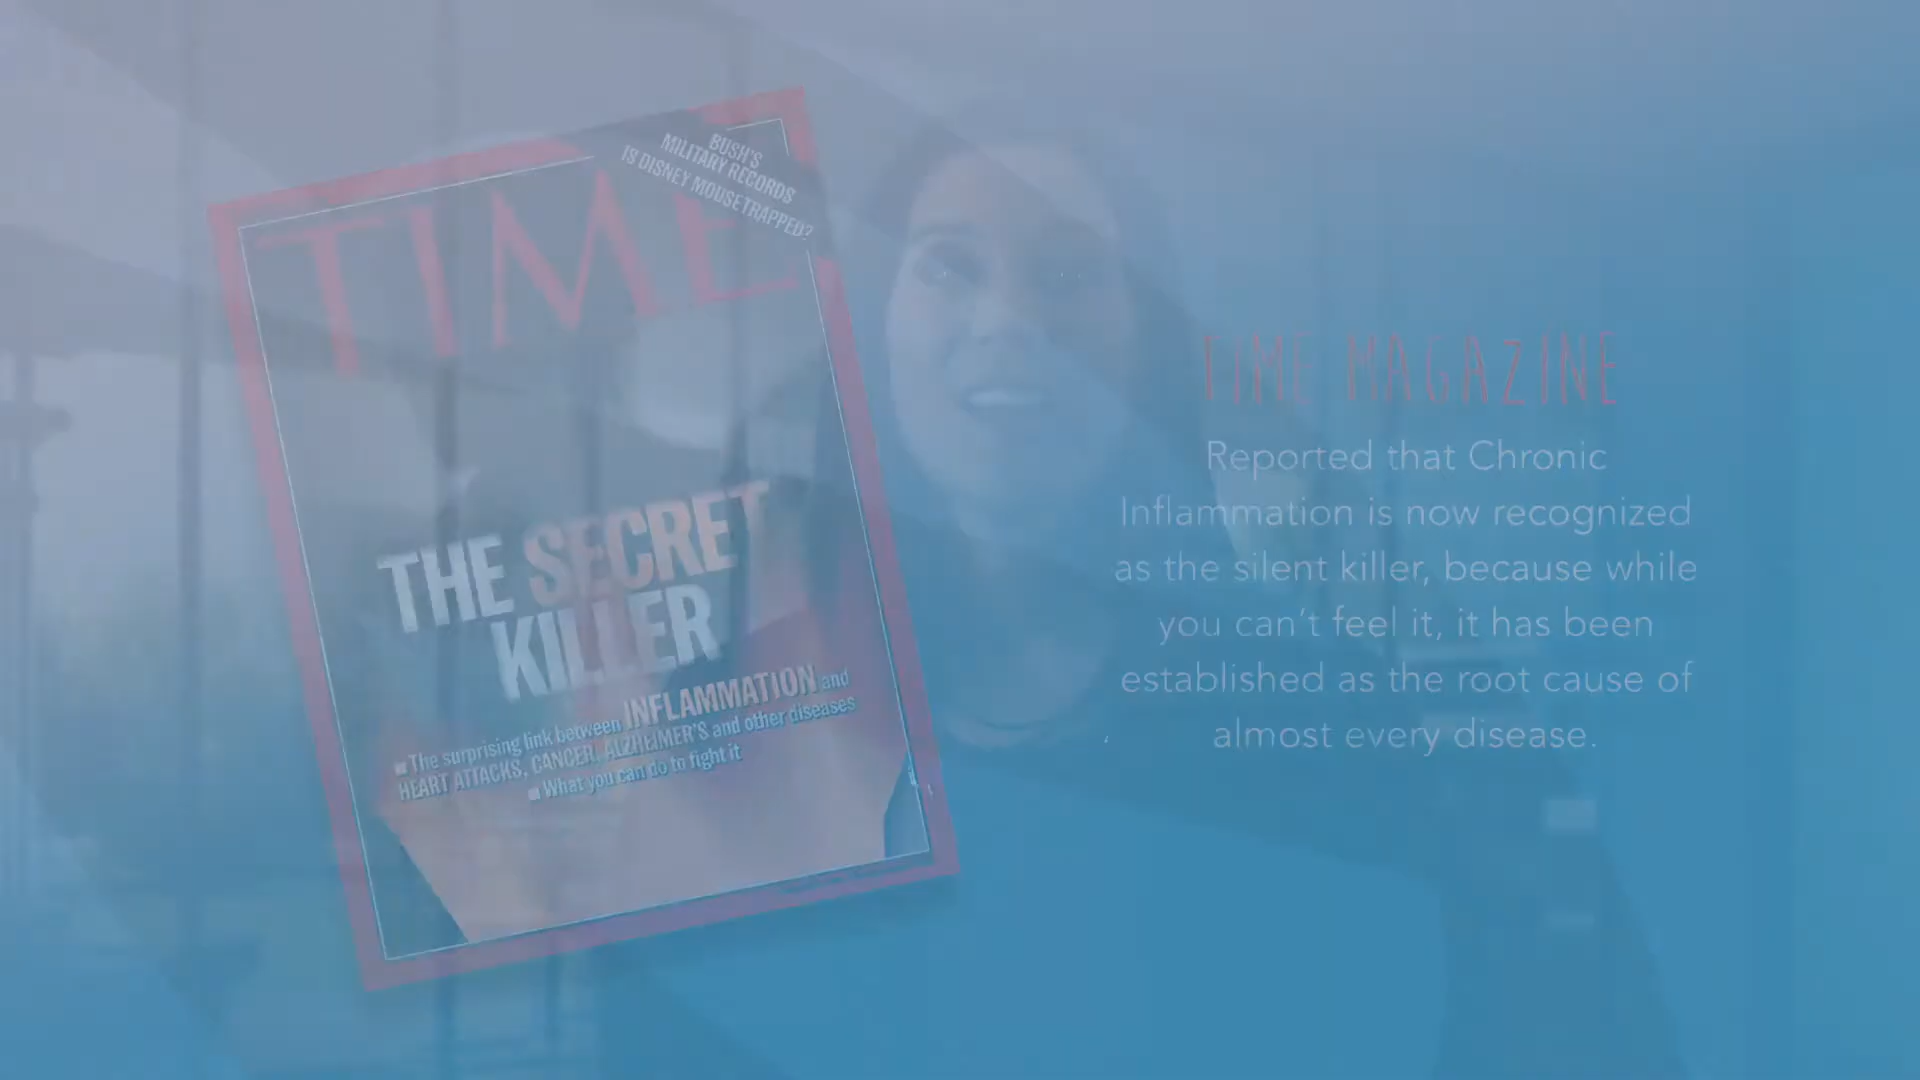 BUSH'S
MILITARY RECORDS
IS DISNEY MOUSETRAPPED?
TIME
THE SECRET
KILLER
■ The surprising link between INFLAMMATION and
HEART ATTACKS, CANCER, ALZHEIMER'S and other diseases
■ What you can do to fight it
TIME MAGAZINE
Reported that Chronic
Inflammation is now recognized
as the silent killer, because while
you can't feel it, it has been
established as the root cause of
almost every disease.